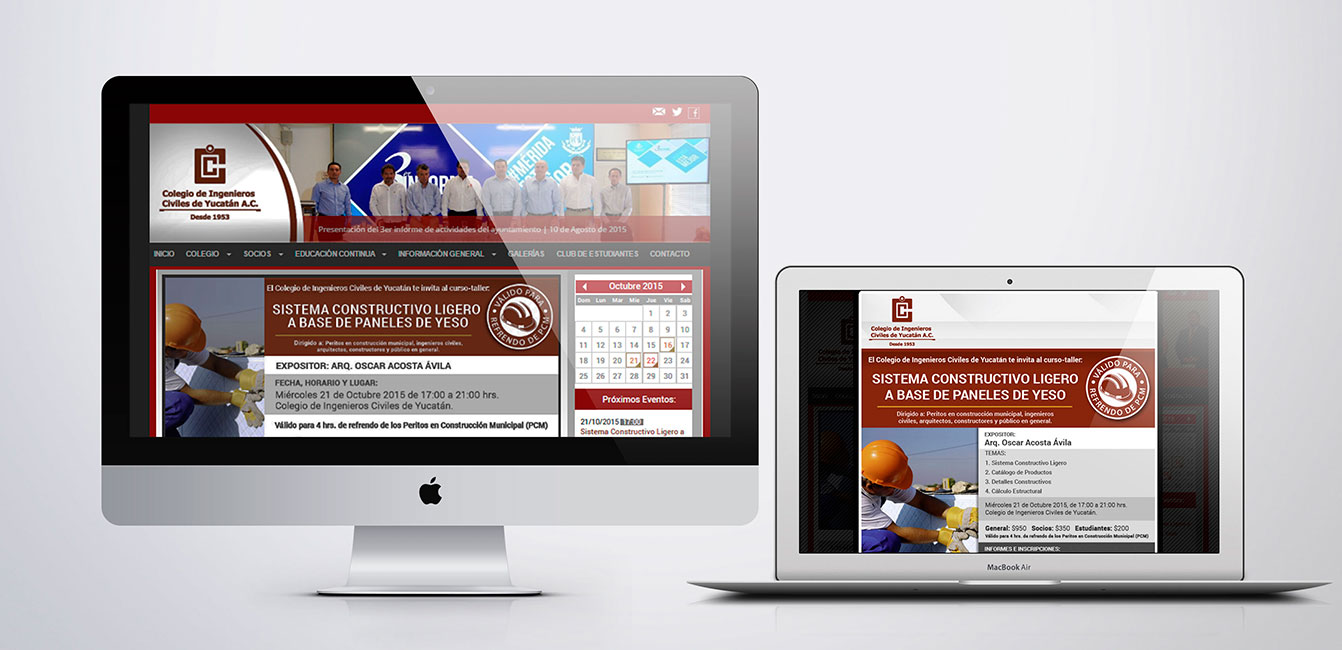 CC
Colegio de Ingenieros
Civiles de Yucatán A.C.
Desde 1953
3er
INFOR
#MÉRIDA
Presentación del 3er informe de actividades del ayuntamiento | 10 de Agosto de 2015
INICIO COLEGIO SOCIOS EDUCACIÓN CONTINUA INFORMACIÓN GENERAL GALERÍAS CLUB DE ESTUDIANTES CONTACTO
El Colegio de Ingenieros Civiles de Yucatán te invita al curso-taller:
SISTEMA CONSTRUCTIVO LIGERO
A BASE DE PANELES DE YESO
Dirigido a: Peritos en construcción municipal, ingenieros civiles,
arquitectos, constructores y público en general.
VÁLIDO PARA
REFRENDO DE PCM
EXPOSITOR: ARQ. OSCAR ACOSTA ÁVILA
FECHA, HORARIO Y LUGAR:
Miércoles 21 de Octubre 2015 de 17:00 a 21:00 hrs.
Colegio de Ingenieros Civiles de Yucatán.
Válido para 4 hrs. de refrendo de los Peritos en Construcción Municipal (PCM)
Octubre 2015
Dom Lun Mar Mie Jue Vie Sab
1 2 3
4 5 6 7 8 9 10
11 12 13 14 15 16 17
18 19 20 21 22 23 24
25 26 27 28 29 30 31
Próximos Eventos:
21/10/2015 17:00
Sistema Constructivo Ligero a
CC
Colegio de Ingenieros
Civiles de Yucatán A.C.
Desde 1953
El Colegio de Ingenieros Civiles de Yucatán te invita al curso-taller:
SISTEMA CONSTRUCTIVO LIGERO
A BASE DE PANELES DE YESO
Dirigido a: Peritos en construcción municipal, ingenieros
civiles, arquitectos, constructores y público en general.
VÁLIDO PARA
REFRENDO DE PCM
EXPOSITOR:
Arq. Oscar Acosta Ávila
TEMAS:
1. Sistema Constructivo Ligero
2. Catálogo de Productos
3. Detalles Constructivos
4. Cálculo Estructural
Miércoles 21 de Octubre 2015, de 17:00 a 21:00 hrs.
Colegio de Ingenieros Civiles de Yucatán.
General: $950 Socios: $350 Estudiantes: $200
Válido para 4 hrs. de refrendo de los Peritos en Construcción Municipal (PCM)
INFORMES E INSCRIPCIONES:
MacBook Air